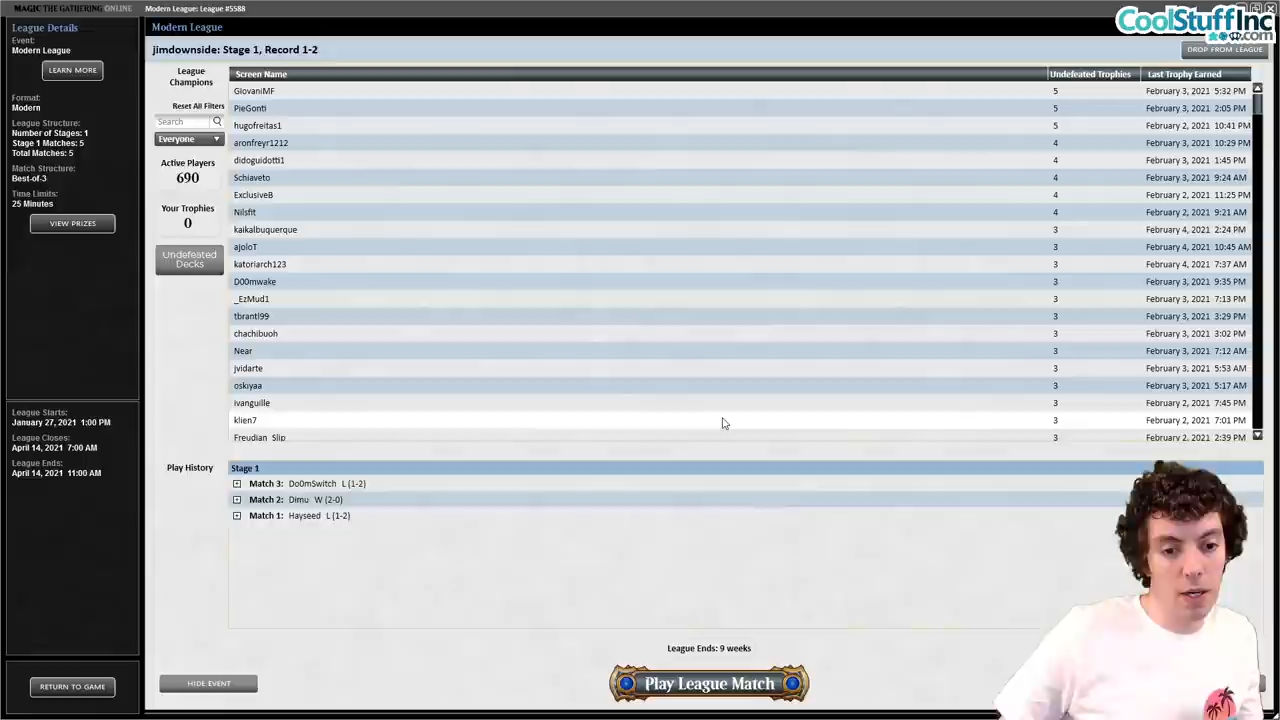 MAGIC THE GATHERING ONLINE
Modern League: League #5588
CoolStuffInc
.com
League Details
Event:
Modern League
LEARN MORE
Format:
Modern
League Structure:
Number of Stages: 1
Stage 1 Matches: 5
Total Matches: 5
Match Structure:
Best-of-3
Time Limits:
25 Minutes
VIEW PRIZES
League Starts:
January 27, 2021 1:00 PM
League Closes:
April 14, 2021 7:00 AM
League Ends:
April 14, 2021 11:00 AM
RETURN TO GAME
Modern League
jimdownside: Stage 1, Record 1-2
DROP FROM LEAGUE
League
Champions
Reset All Filters
Search
Everyone
Active Players
690
Your Trophies
0
Undefeated
Decks
Screen Name Undefeated Trophies Last Trophy Earned
GiovaniMF 5 February 3, 2021 5:32 PM
PieGonti 5 February 3, 2021 2:05 PM
hugofreitas1 5 February 2, 2021 10:41 PM
aronfreyr1212 4 February 3, 2021 10:29 PM
didoguidotti1 4 February 3, 2021 1:45 PM
Schiaveto 4 February 3, 2021 9:24 AM
ExclusiveB 4 February 2, 2021 11:25 PM
Nilsfit 4 February 2, 2021 9:21 AM
kaikalbuquerque 3 February 4, 2021 2:24 PM
ajoloT 3 February 4, 2021 10:45 AM
katoriarch123 3 February 4, 2021 7:37 AM
D00mwake 3 February 3, 2021 9:35 PM
_EzMud1 3 February 3, 2021 7:13 PM
tbrantl99 3 February 3, 2021 3:29 PM
chachibuoh 3 February 3, 2021 3:02 PM
Near 3 February 3, 2021 7:12 AM
jvidarte 3 February 3, 2021 5:53 AM
oskiyaa 3 February 3, 2021 5:17 AM
ivanguille 3 February 2, 2021 7:45 PM
klien7 3 February 2, 2021 7:01 PM
Freudian_Slip 3 February 2, 2021 2:39 PM
Play History
Stage 1
Match 3: Do0mSwitch L (1-2)
Match 2: Dimu W (2-0)
Match 1: Hayseed L (1-2)
League Ends: 9 weeks
HIDE EVENT
Play League Match